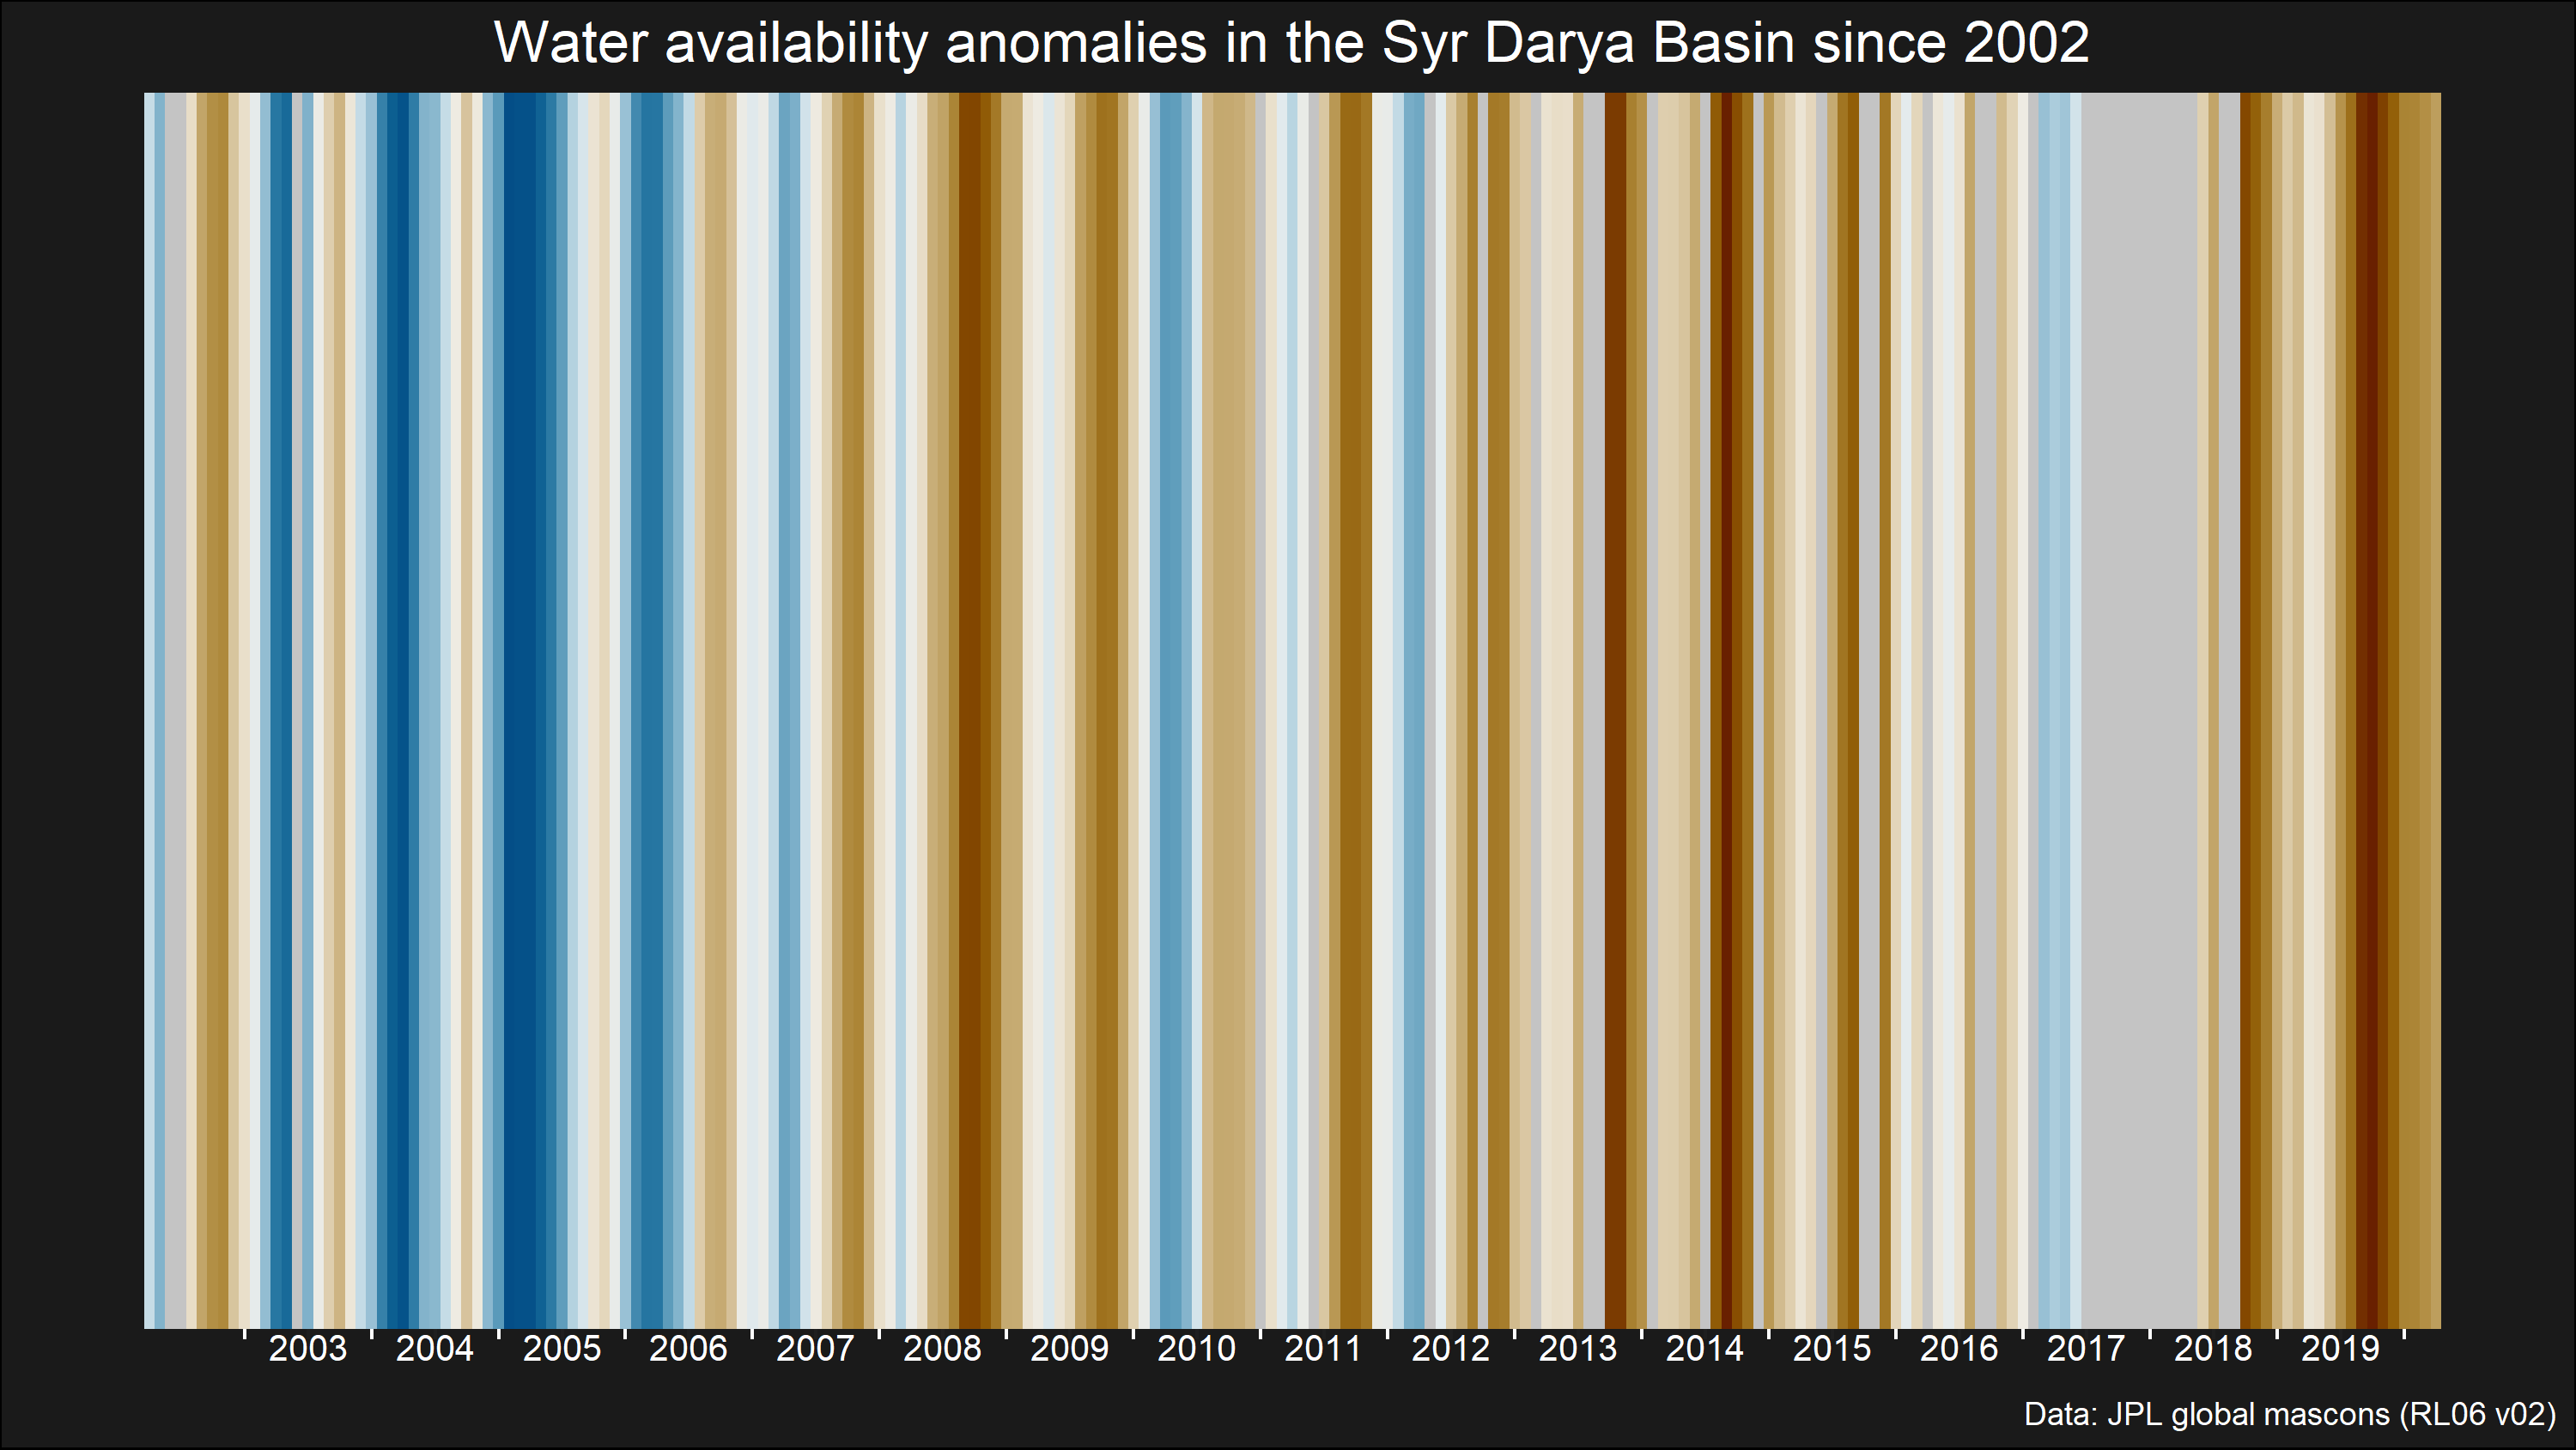 Water availability anomalies in the Syr Darya Basin since 2002
2003 2004 2005 2006 2007 2008 2009 2010 2011 2012 2013 2014 2015 2016 2017 2018 2019
Data: JPL global mascons (RL06 v02)